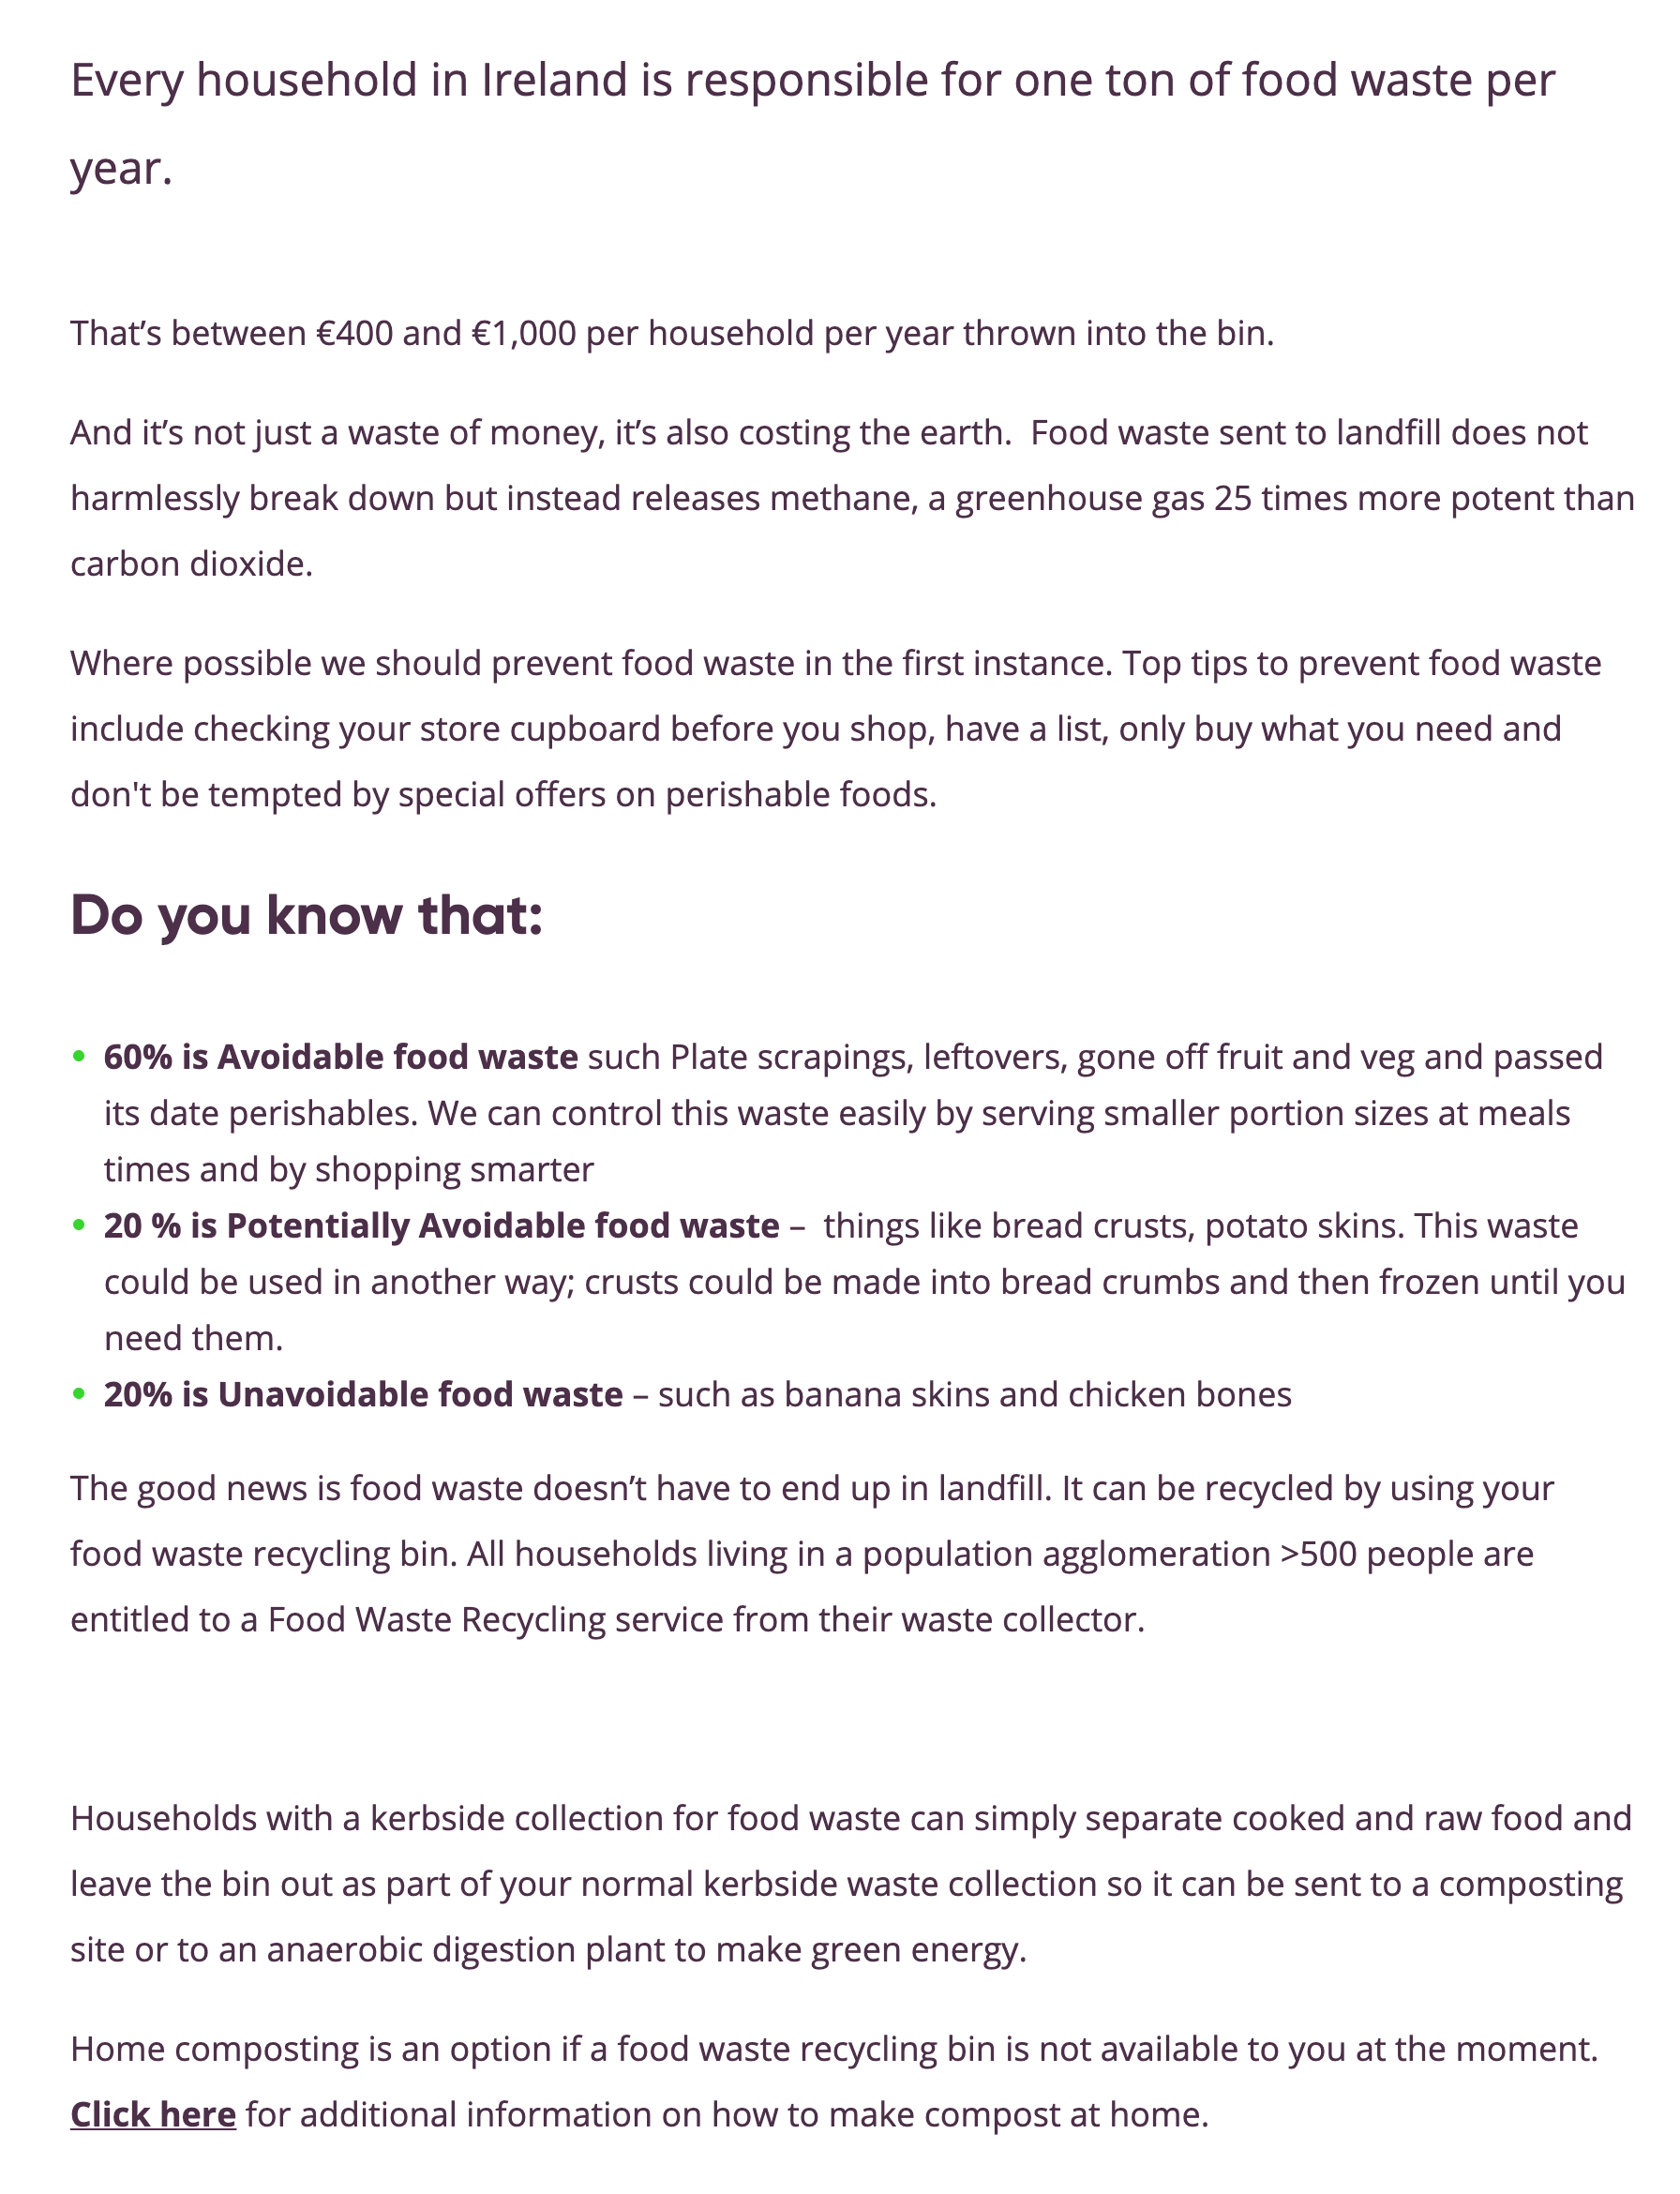 Every household in Ireland is responsible for one ton of food waste per
year.
That’s between €400 and €1,000 per household per year thrown into the bin.
And it’s not just a waste of money, it’s also costing the earth.  Food waste sent to landfill does not
harmlessly break down but instead releases methane, a greenhouse gas 25 times more potent than
carbon dioxide.
Where possible we should prevent food waste in the first instance. Top tips to prevent food waste
include checking your store cupboard before you shop, have a list, only buy what you need and
don't be tempted by special offers on perishable foods.
Do you know that:
• 60% is Avoidable food waste such Plate scrapings, leftovers, gone off fruit and veg and passed
its date perishables. We can control this waste easily by serving smaller portion sizes at meals
times and by shopping smarter
• 20 % is Potentially Avoidable food waste –  things like bread crusts, potato skins. This waste
could be used in another way; crusts could be made into bread crumbs and then frozen until you
need them.
• 20% is Unavoidable food waste – such as banana skins and chicken bones
The good news is food waste doesn’t have to end up in landfill. It can be recycled by using your
food waste recycling bin. All households living in a population agglomeration >500 people are
entitled to a Food Waste Recycling service from their waste collector.
Households with a kerbside collection for food waste can simply separate cooked and raw food and
leave the bin out as part of your normal kerbside waste collection so it can be sent to a composting
site or to an anaerobic digestion plant to make green energy.
Home composting is an option if a food waste recycling bin is not available to you at the moment.
Click here for additional information on how to make compost at home.